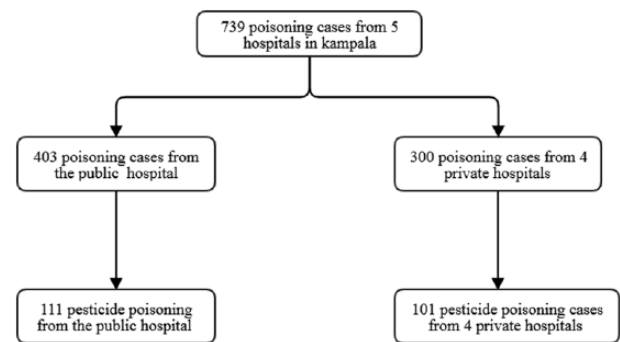 739 poisoning cases from 5
hospitals in kampala
403 poisoning cases from
the public hospital
300 poisoning cases from 4
private hospitals
111 pesticide poisoning
from the public hospital
101 pesticide poisoning cases
from 4 private hospitals